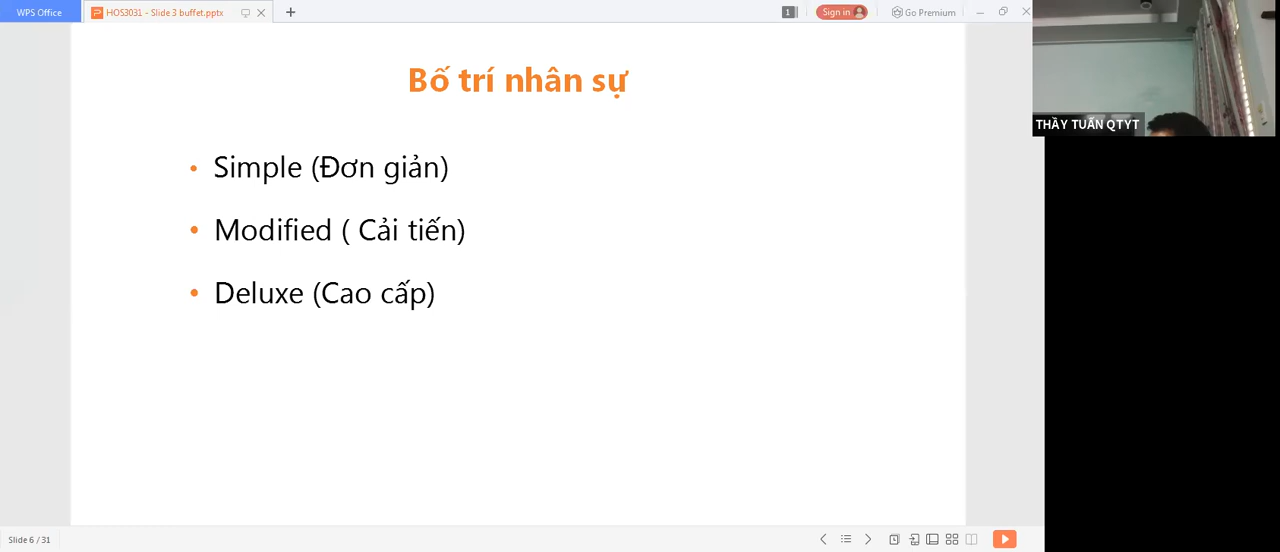 WPS Office
HOS3031 - Slide 3 buffet.pptx
1
Sign in
Go Premium
THẦY TUẤN QTYT
Bố trí nhân sự
• Simple (Đơn giản)
• Modified ( Cải tiến)
• Deluxe (Cao cấp)
Slide 6 / 31